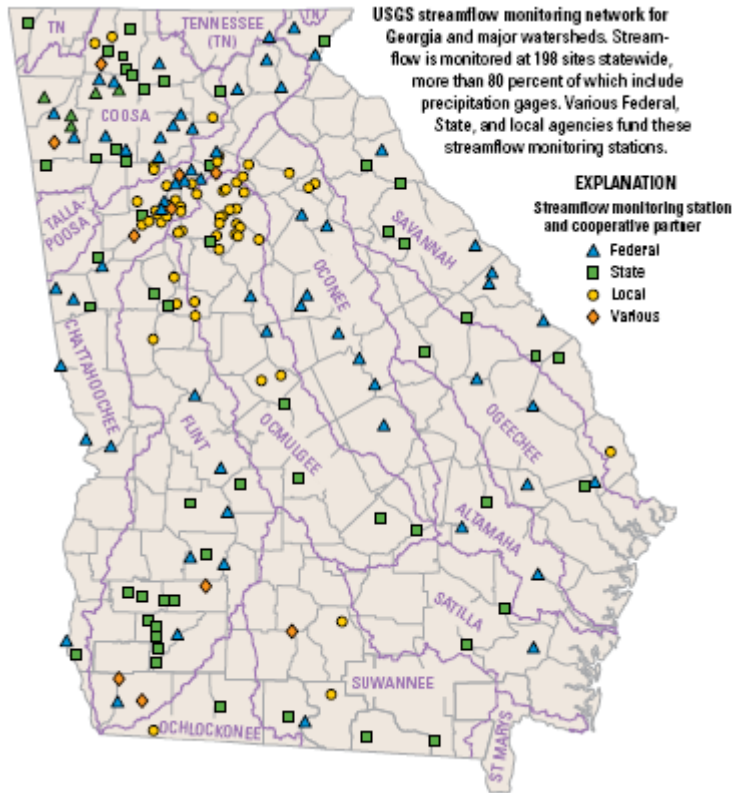 USGS streamflow monitoring network for
Georgia and major watersheds. Stream-
flow is monitored at 198 sites statewide,
more than 80 percent of which include
precipitation gages. Various Federal,
State, and local agencies fund these
streamflow monitoring stations.
EXPLANATION
Streamflow monitoring station
and cooperative partner
Federal
State
Local
Various
TN
TENNESSEE
(TN)
(TN)
COOSA
TALLA-
POOSA
SAVANNAH
OCONEE
CHATTAHOOCHEE
FLINT
OCMULGEE
OGEECHEE
ALTAMAHA
SATILLA
SUWANNEE
OCHLOCKONEE
ST MARYS